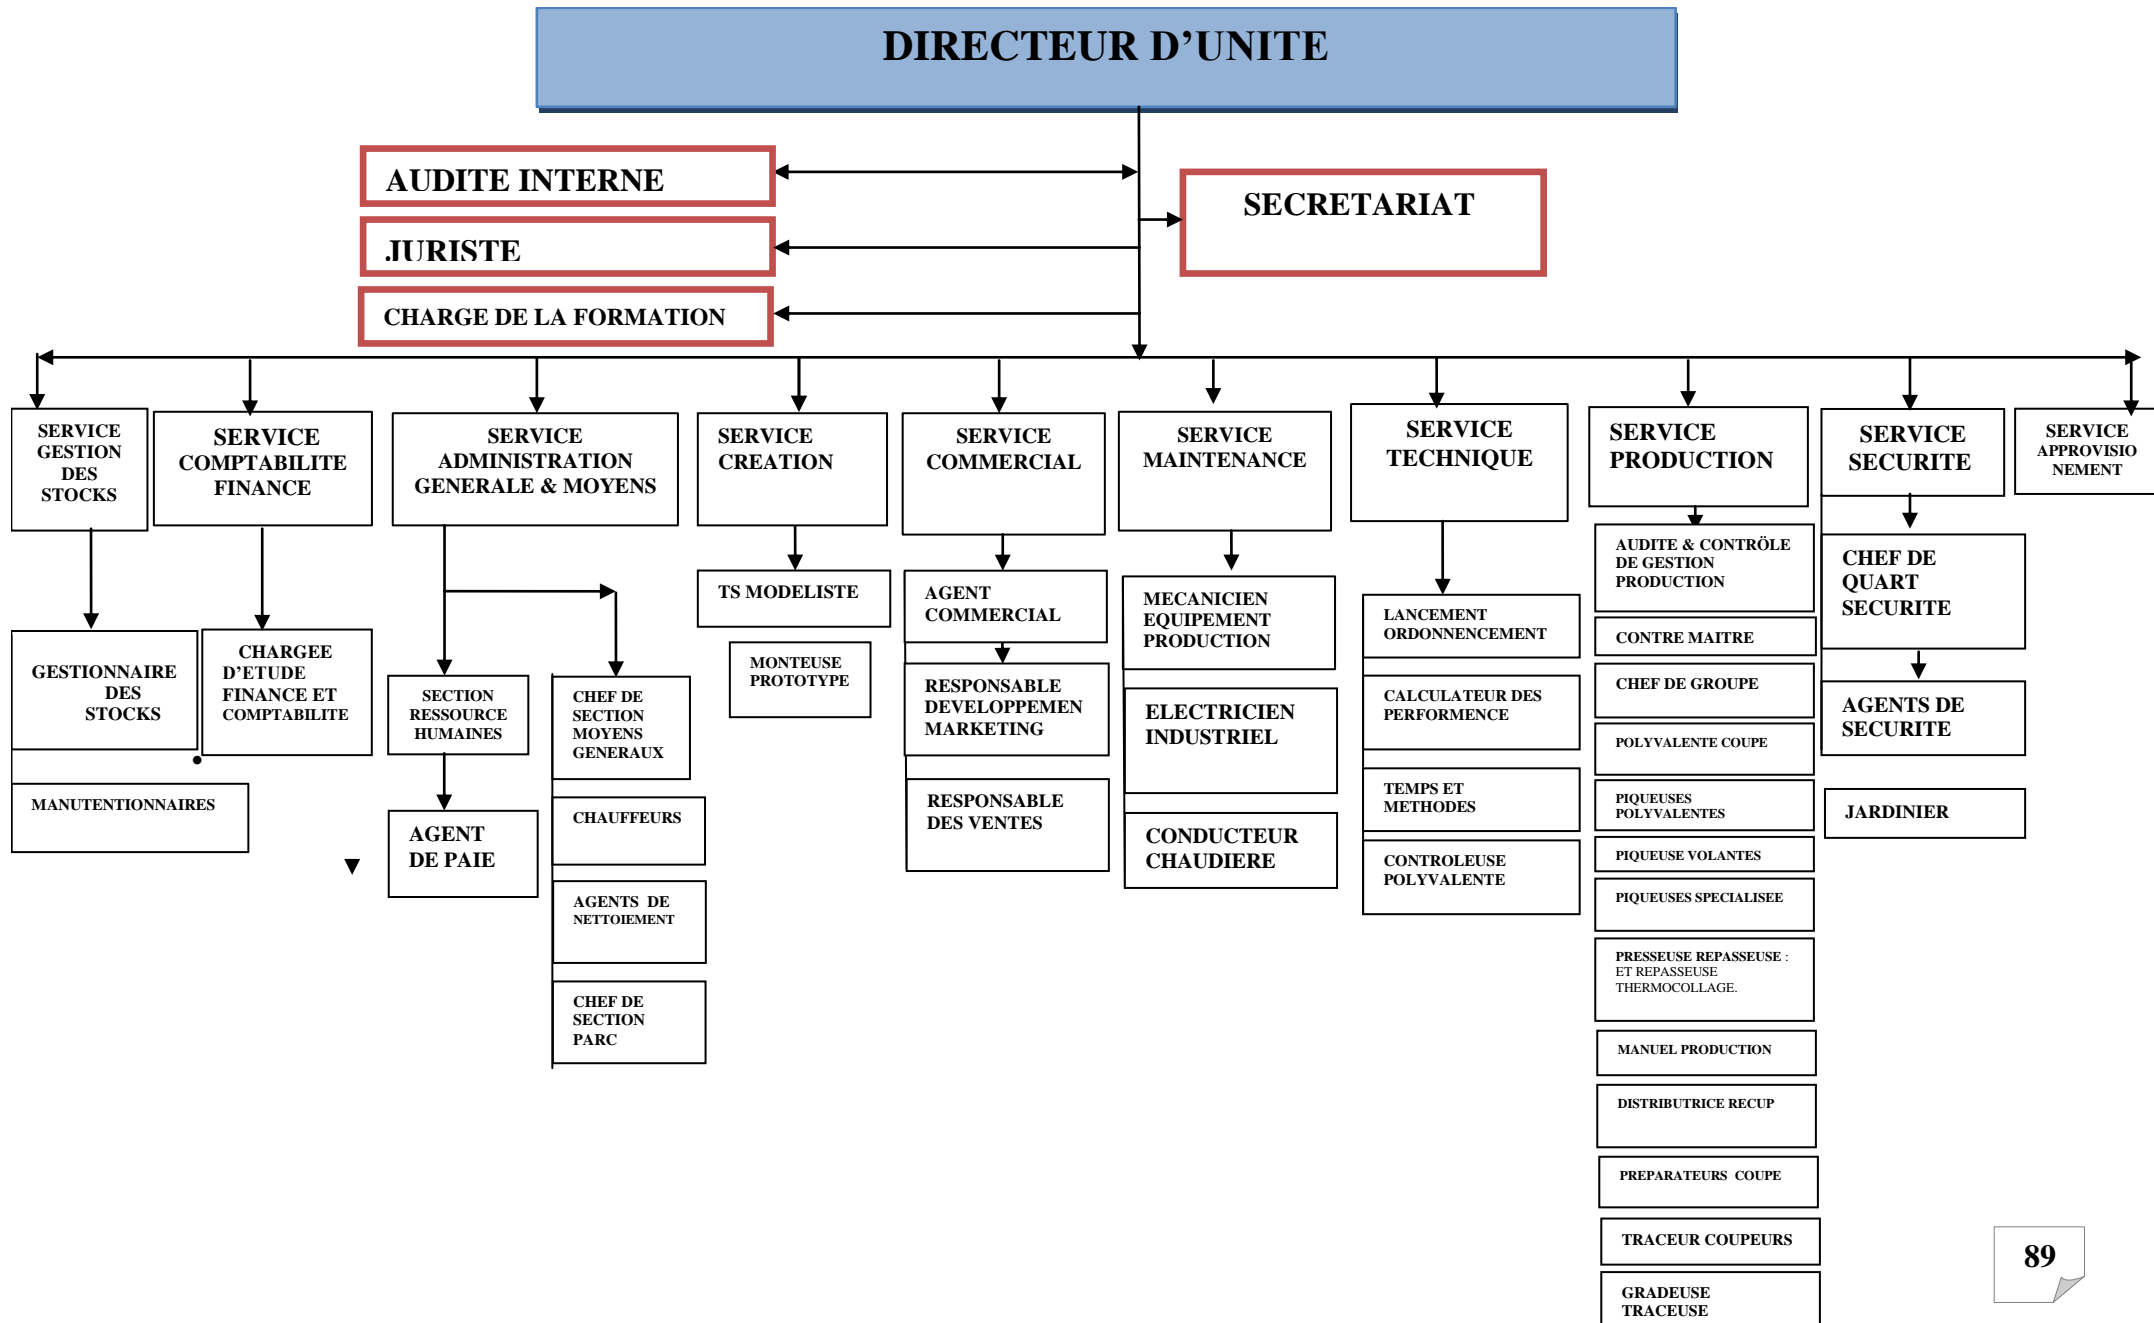 DIRECTEUR D’UNITE
AUDITE INTERNE
SECRETARIAT
JURISTE
CHARGE DE LA FORMATION
SERVICE
GESTION
DES
STOCKS
SERVICE
COMPTABILITE
FINANCE
SERVICE
ADMINISTRATION
GENERALE & MOYENS
SERVICE
CREATION
SERVICE
COMMERCIAL
SERVICE
MAINTENANCE
SERVICE
TECHNIQUE
SERVICE
PRODUCTION
SERVICE
SECURITE
SERVICE
APPROVISIO
NEMENT
GESTIONNAIRE
DES
STOCKS
MANUTENTIONNAIRES
CHARGEE
D’ETUDE
FINANCE ET
COMPTABILITE
SECTION
RESSOURCE
HUMAINES
AGENT
DE PAIE
CHEF DE
SECTION
MOYENS
GENERAUX
CHAUFFEURS
AGENTS DE
NETTOIEMENT
CHEF DE
SECTION
PARC
TS MODELISTE
MONTEUSE
PROTOTYPE
AGENT
COMMERCIAL
RESPONSABLE
DEVELOPPEMEN
MARKETING
RESPONSABLE
DES VENTES
MECANICIEN
EQUIPEMENT
PRODUCTION
ELECTRICIEN
INDUSTRIEL
CONDUCTEUR
CHAUDIERE
LANCEMENT
ORDONNENCEMENT
CALCULATEUR DES
PERFORMENCE
TEMPS ET
METHODES
CONTROLEUSE
POLYVALENTE
AUDITE & CONTRÔLE
DE GESTION
PRODUCTION
CONTRE MAITRE
CHEF DE GROUPE
POLYVALENTE COUPE
PIQUEUSES
POLYVALENTES
PIQUEUSE VOLANTES
PIQUEUSES SPECIALISEE
PRESSEUSE REPASSEUSE :
ET REPASSEUSE
THERMOCOLLAGE.
MANUEL PRODUCTION
DISTRIBUTRICE RECUP
PREPARATEURS COUPE
TRACEUR COUPEURS
GRADEUSE
TRACEUSE
CHEF DE
QUART
SECURITE
AGENTS DE
SECURITE
JARDINIER
89